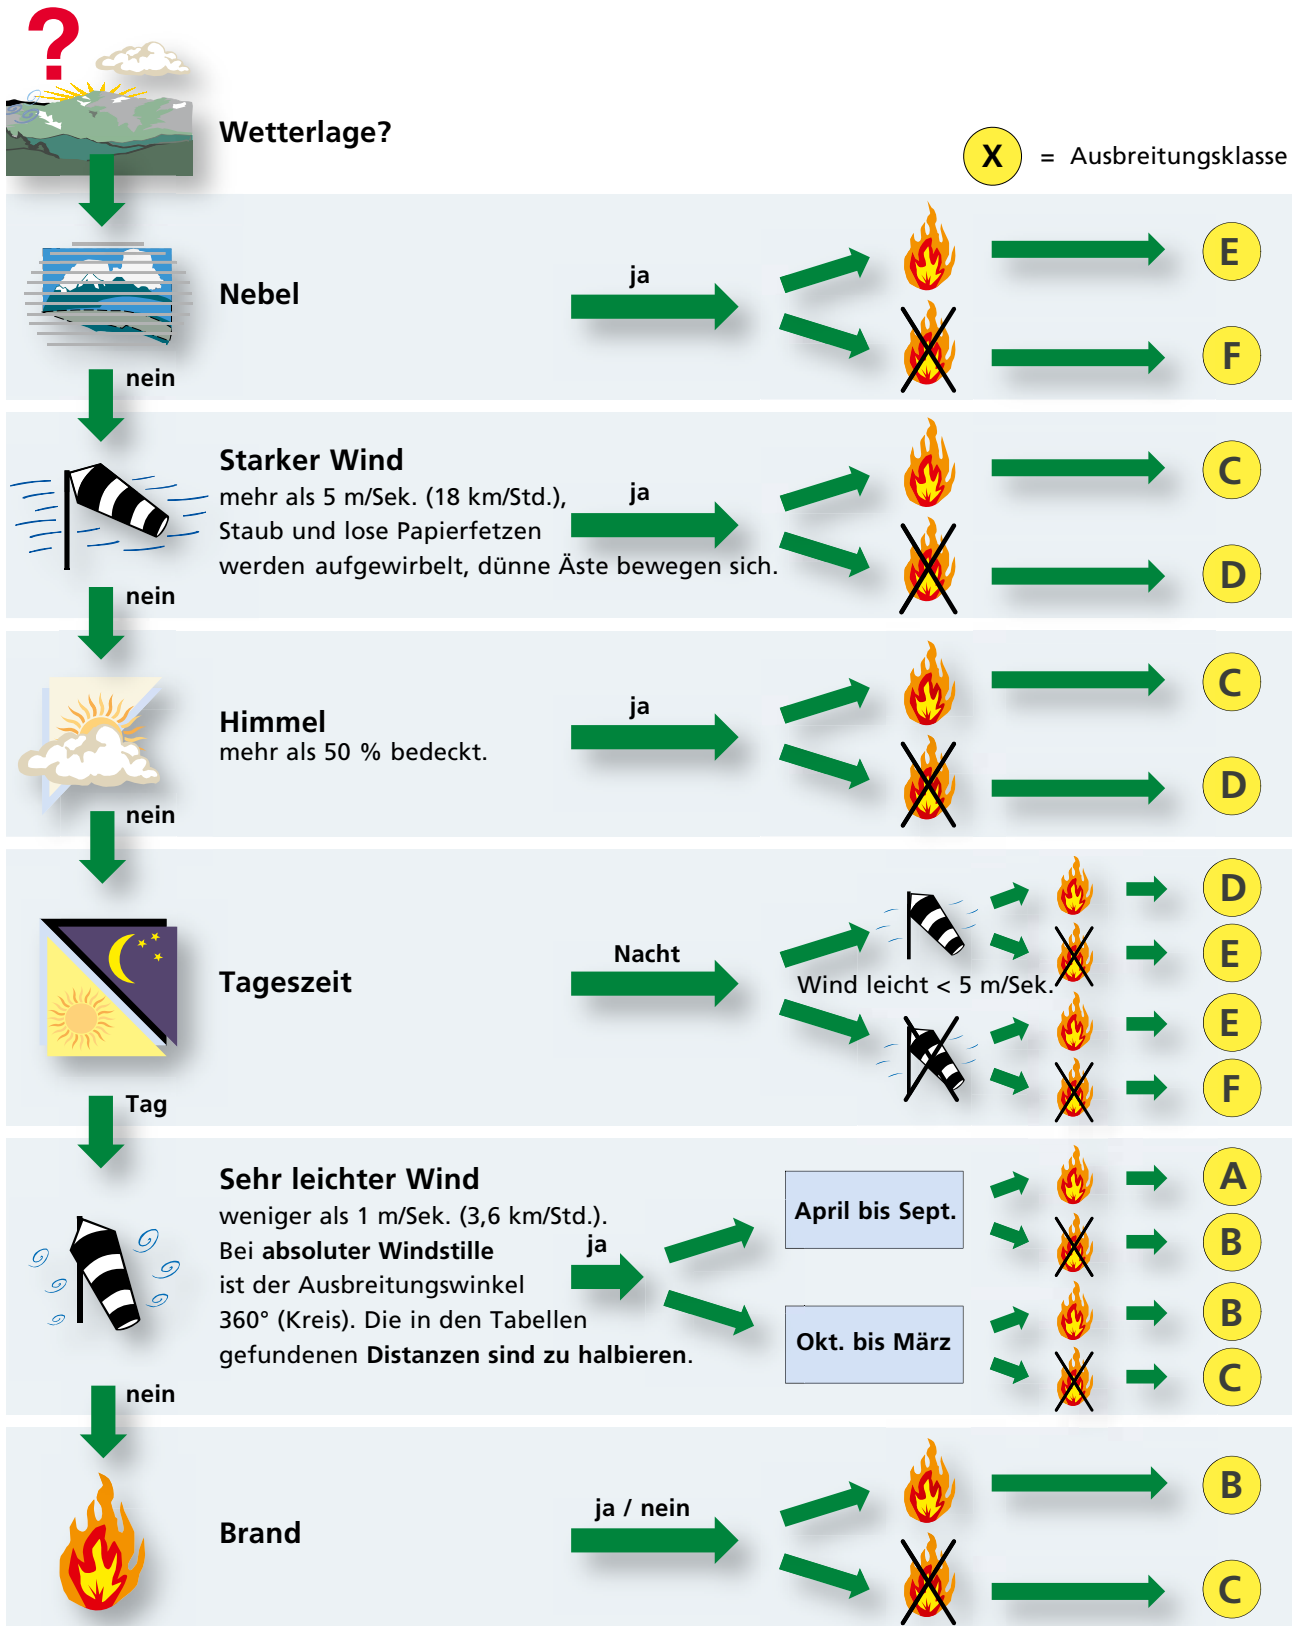 ?
Wetterlage?
X = Ausbreitungsklasse
Nebel
ja
E
F
nein
Starker Wind
mehr als 5 m/Sek. (18 km/Std.),
Staub und lose Papierfetzen
werden aufgewirbelt, dünne Äste bewegen sich.
ja
C
D
nein
Himmel
mehr als 50 % bedeckt.
ja
C
D
nein
Tageszeit
Nacht
Wind leicht < 5 m/Sek.
D
E
E
F
Tag
Sehr leichter Wind
weniger als 1 m/Sek. (3,6 km/Std.).
Bei absoluter Windstille
ist der Ausbreitungswinkel
360° (Kreis). Die in den Tabellen
gefundenen Distanzen sind zu halbieren.
ja
April bis Sept.
A
B
Okt. bis März
B
C
nein
Brand
ja / nein
B
C